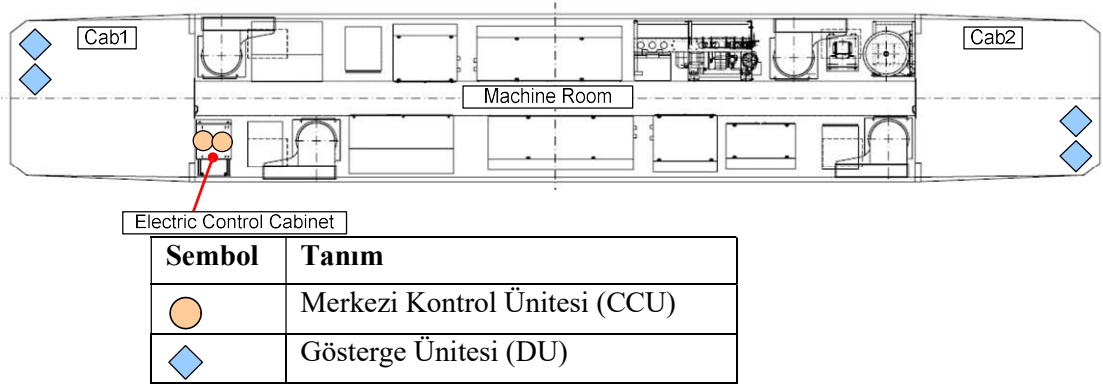 Cab1
Cab2
Machine Room
Electric Control Cabinet
Sembol Tanım
Merkezi Kontrol Ünitesi (CCU)
Gösterge Ünitesi (DU)